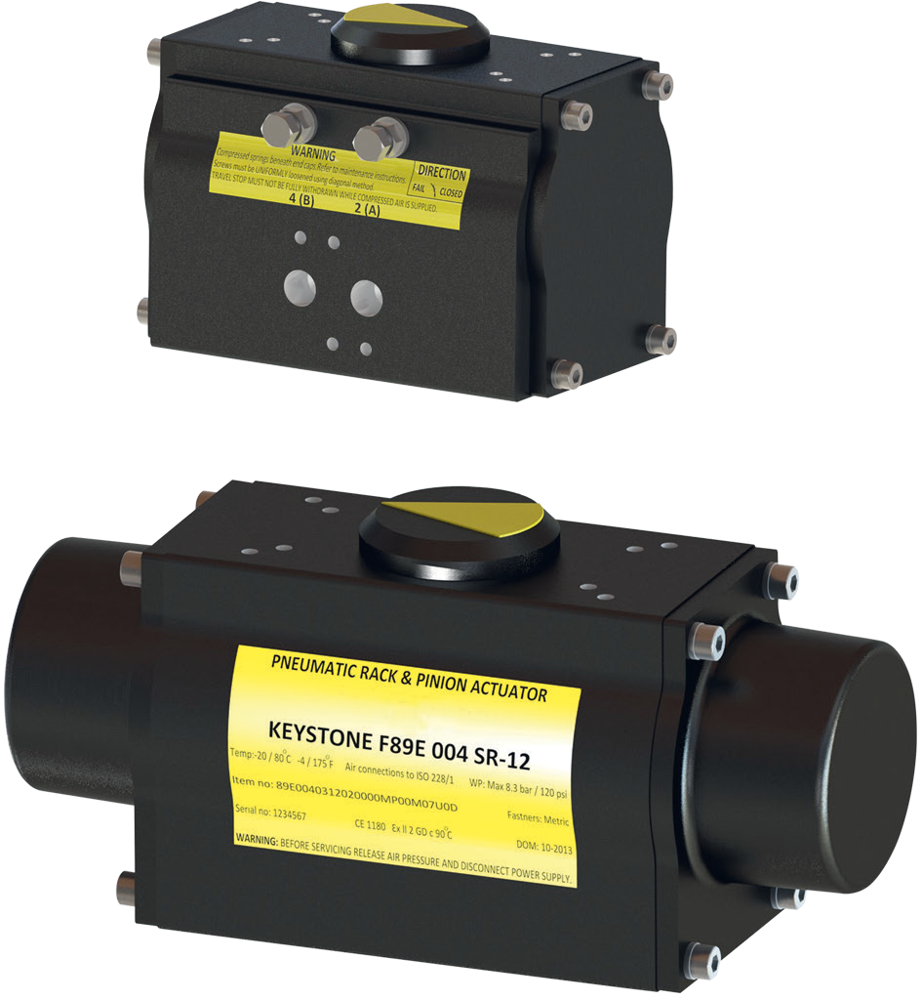 WARNING
Compressed springs beneath end caps.Refer to maintenance instructions.
Screws must be UNIFORMLY loosened using diagonal method.
TRAVEL STOP MUST NOT BE FULLY WITHDRAWN WHILE COMPRESSED AIR IS SUPPLIED.
DIRECTION
FAIL CLOSED
4 (B) 2 (A)
PNEUMATIC RACK & PINION ACTUATOR
KEYSTONE F89E 004 SR-12
Temp:-20 / 80°C -4 / 175°F Air connections to ISO 228/1 WP: Max 8.3 bar / 120 psi
Item no: 89E0040312020000MP00M07U0D Fastners: Metric
Serial no: 1234567 CE 1180 Ex II 2 GD c 90°C DOM: 10-2013
WARNING: BEFORE SERVICING RELEASE AIR PRESSURE AND DISCONNECT POWER SUPPLY.